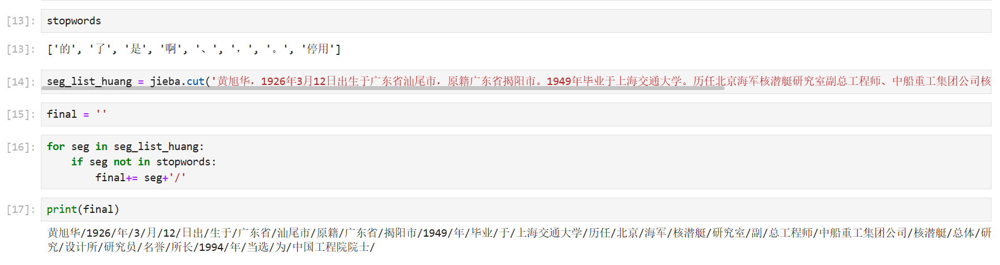 [13]: stopwords
[13]: ['的', '了', '是', '啊', '、', '，', '。', '停用']
[14]: seg_list_huang = jieba.cut('黄旭华，1926年3月12日出生于广东省汕尾市，原籍广东省揭阳市。1949年毕业于上海交通大学。历任北京海军核潜艇研究室副总工程师、中船重工集团公司核
[15]: final = ''
[16]: for seg in seg_list_huang:
if seg not in stopwords:
final+= seg+'/'
[17]: print(final)
黄旭华/1926/年/3/月/12/日出/生于/广东省/汕尾市/原籍/广东省/揭阳市/1949/年/毕业/于/上海交通大学/历任/北京/海军/核潜艇/研究室/副/总工程师/中船重工集团公司/核潜艇/总体/研
究/设计所/研究员/名誉/所长/1994/年/当选/为/中国工程院院士/